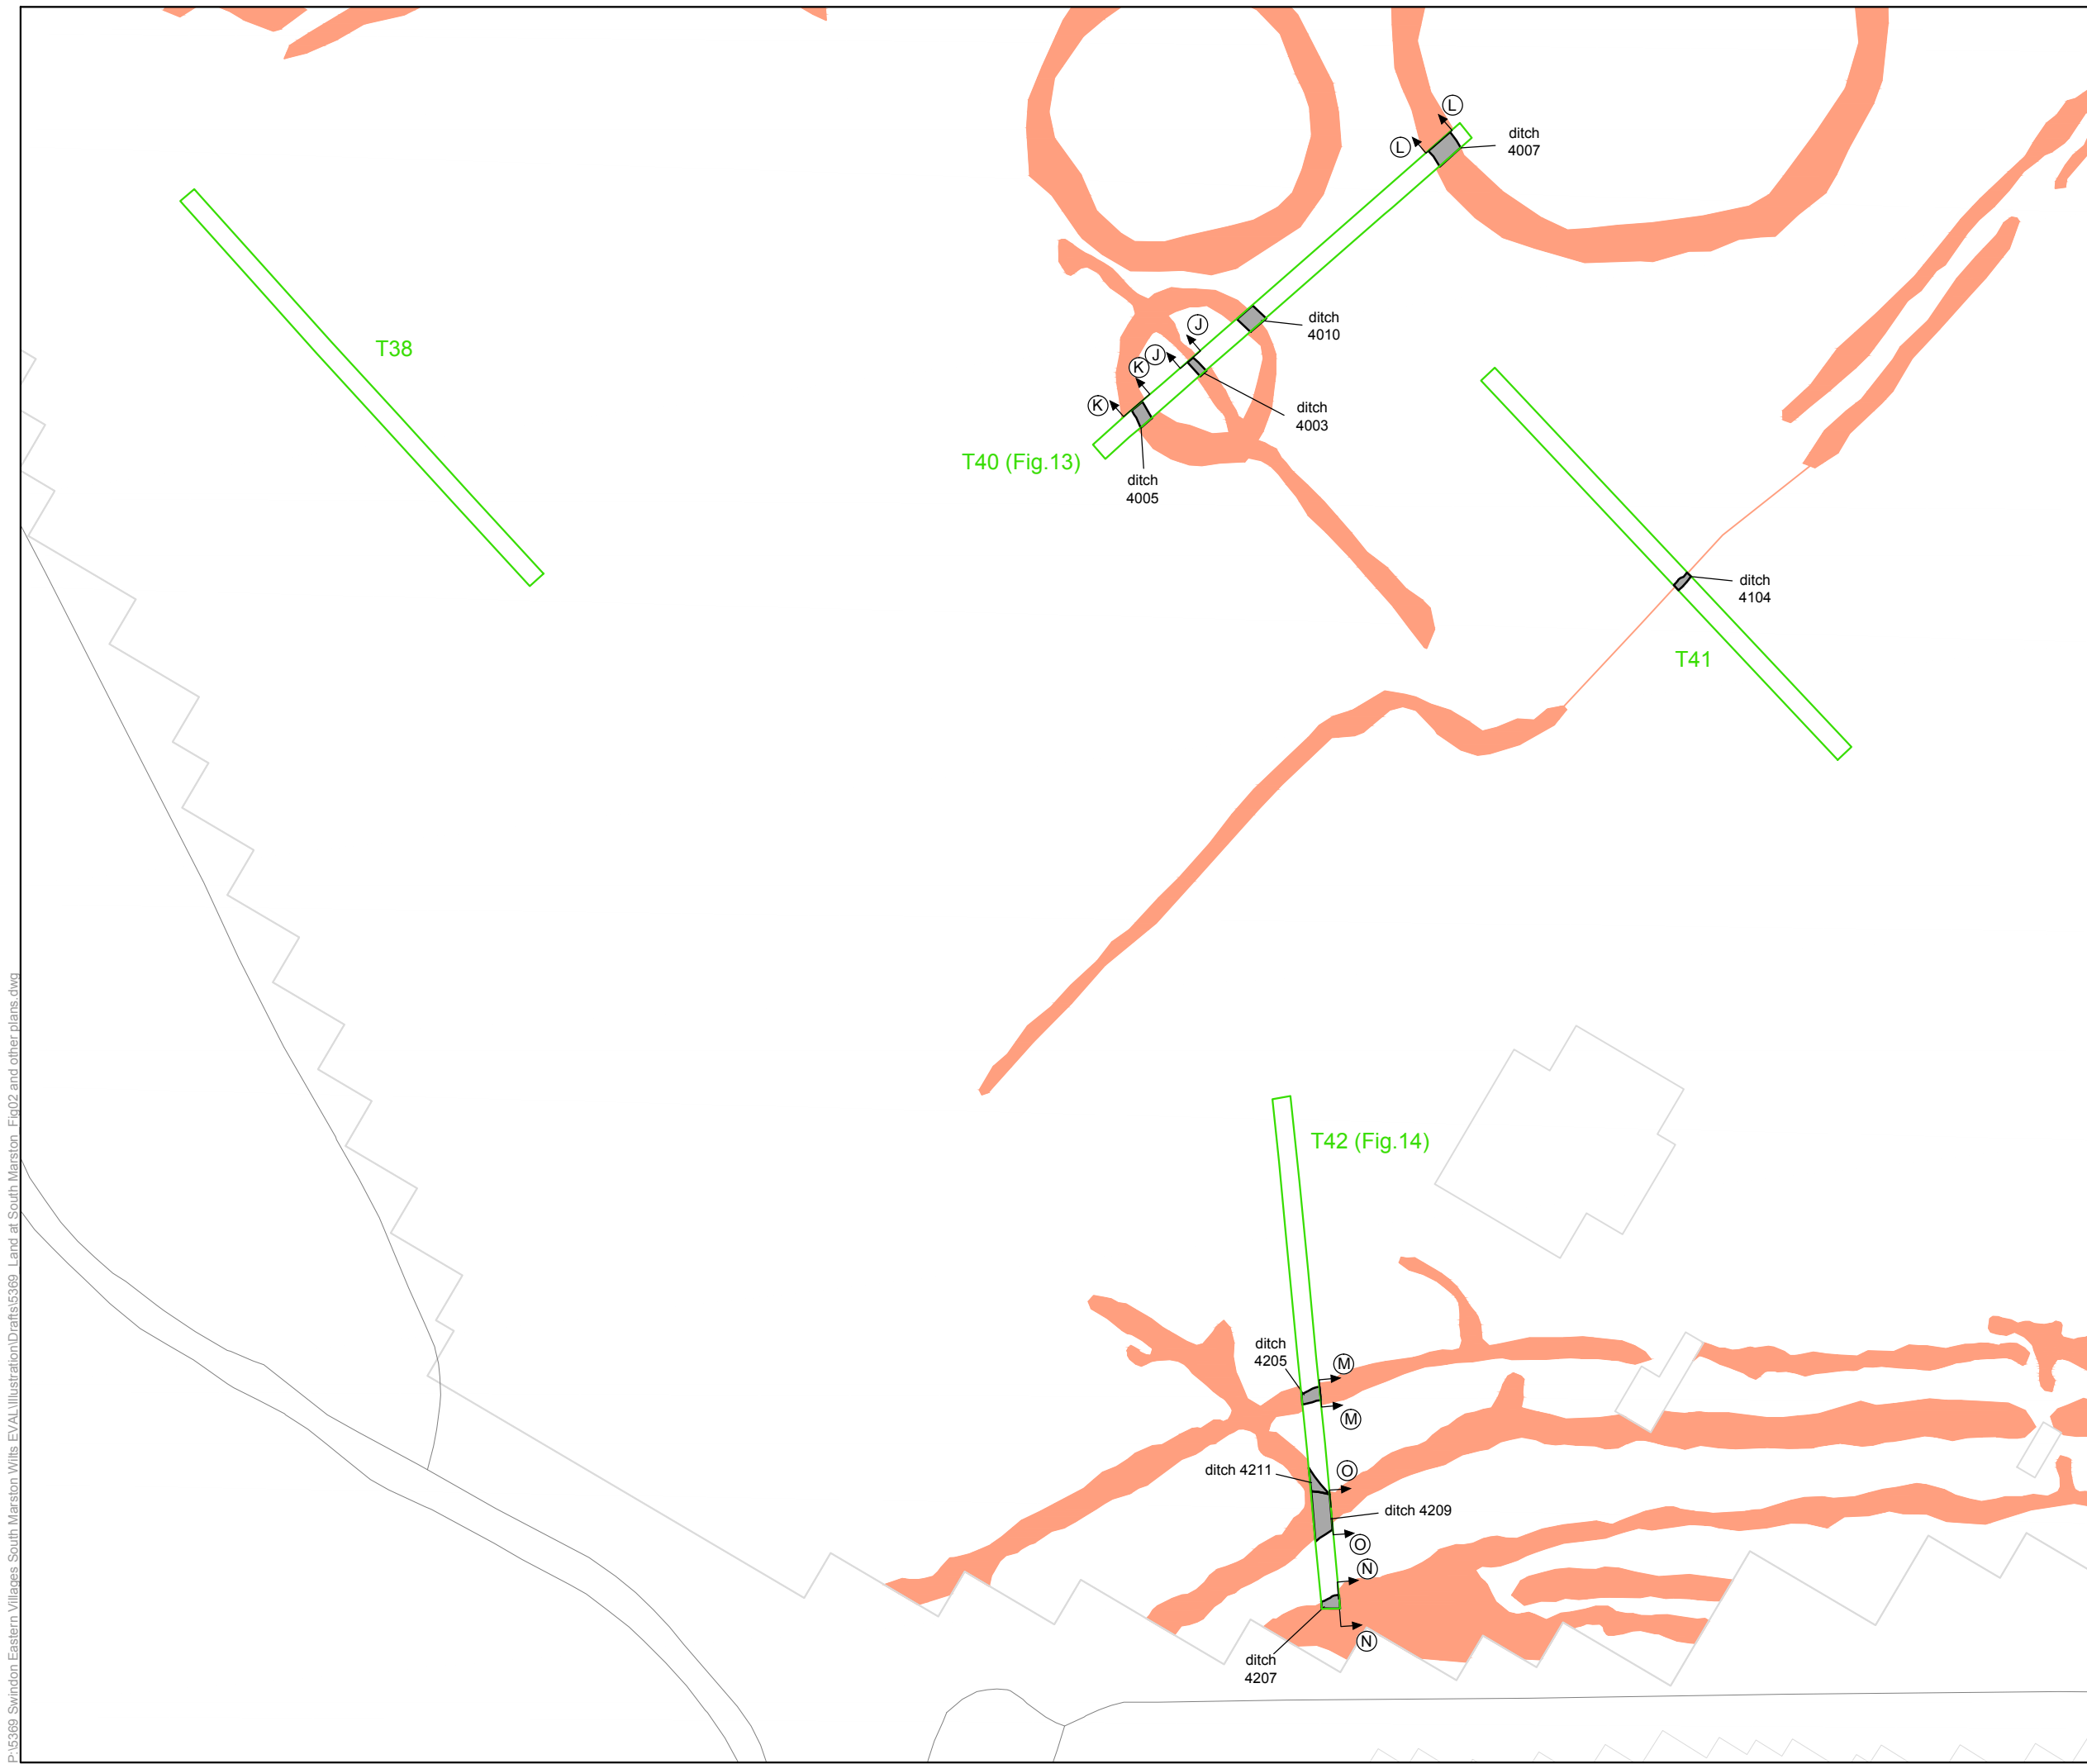 L
L
ditch
4007
ditch
4010
J
J
K
K
T38
ditch
4003
T40 (Fig.13)
ditch
4005
ditch
4104
T41
T42 (Fig.14)
ditch
4205
M
M
ditch 4211
O
ditch 4209
O
N
N
ditch
4207
P:\5369 Swindon Eastern Villages South Marston Wilts EVAL\Illustration\Drafts\5369 Land at South Marston_Fig02 and other plans.dwg